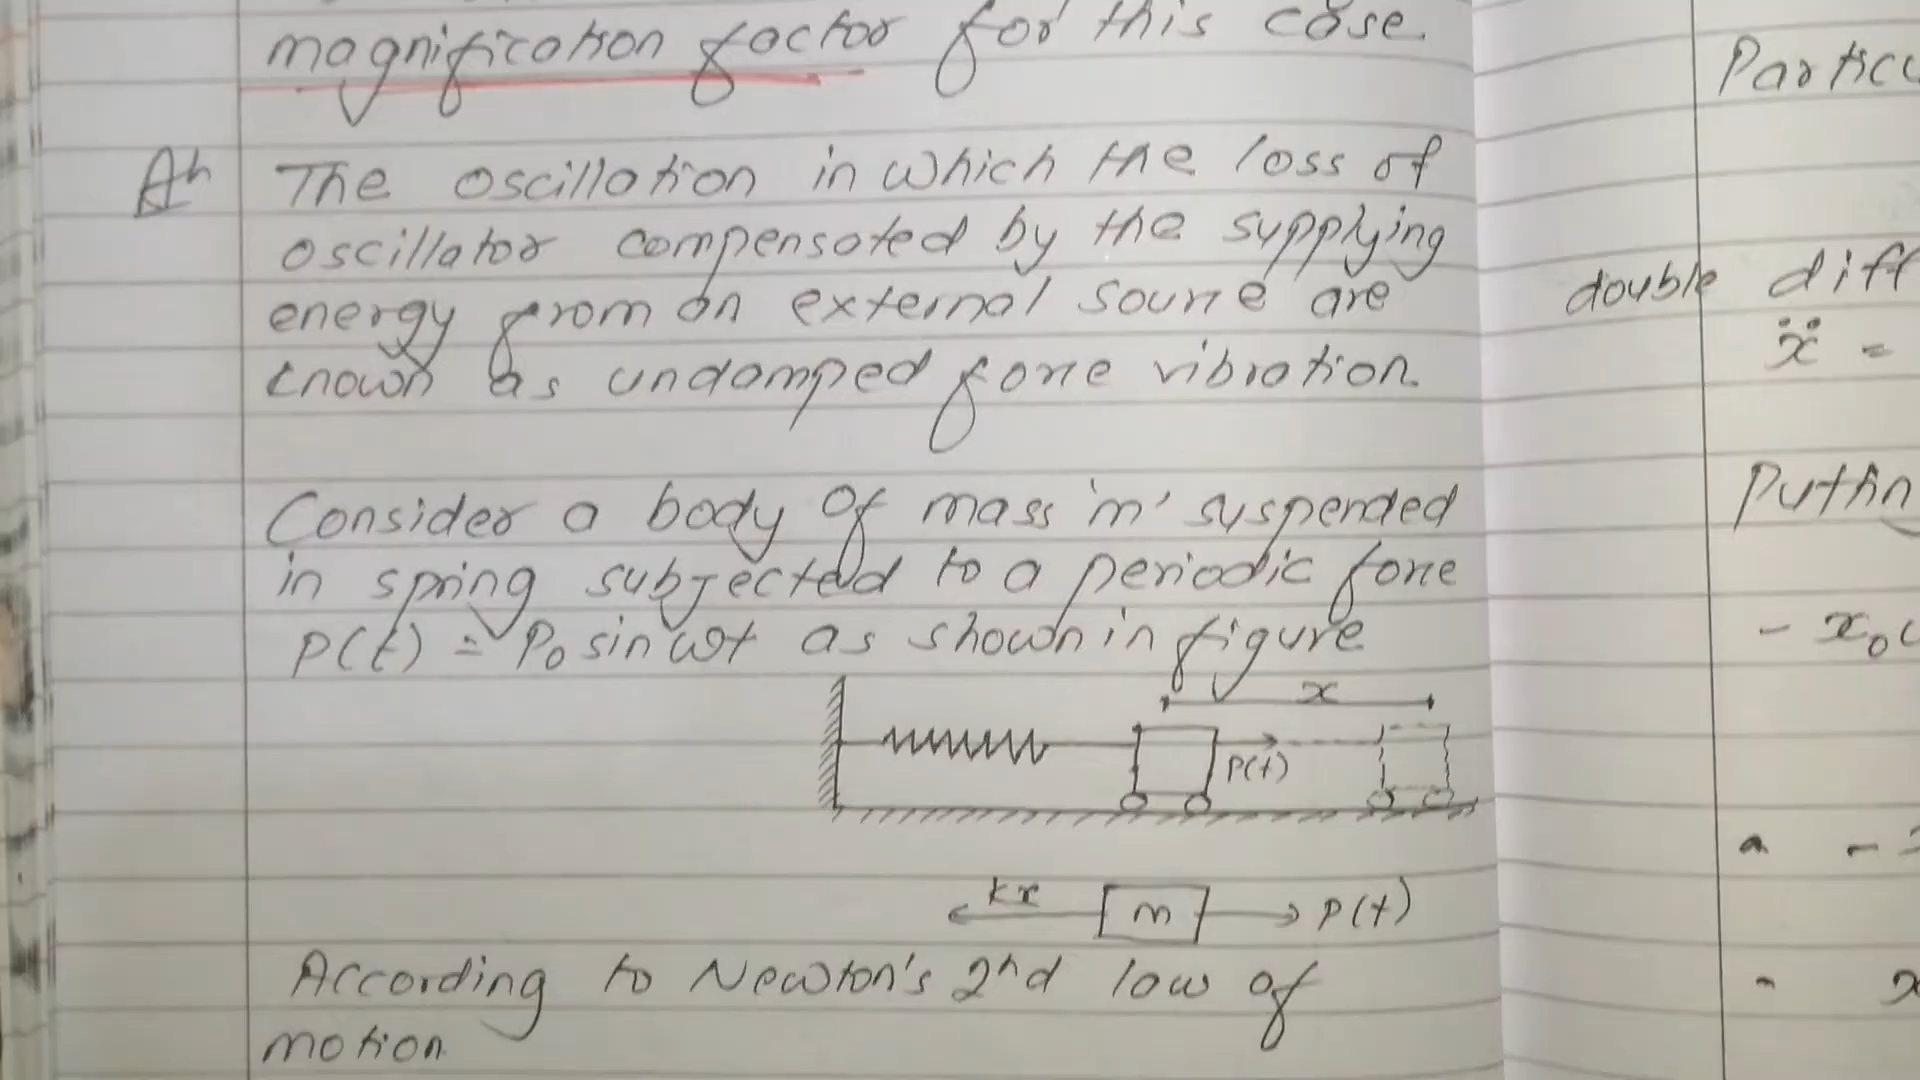 magnification factor for this case.
Ans The oscillation in which the loss of
oscillator compensated by the supplying
energy from an external source are
known as undamped force vibration.
Consider a body of mass 'm' suspended
in spring subjected to a periodic force
P(t) = P₀ sin ωt as shown in figure
x
P(t)
kx m P(t)
According to Newton's 2nd law of
motion
double diff
ẍ =
- x₀